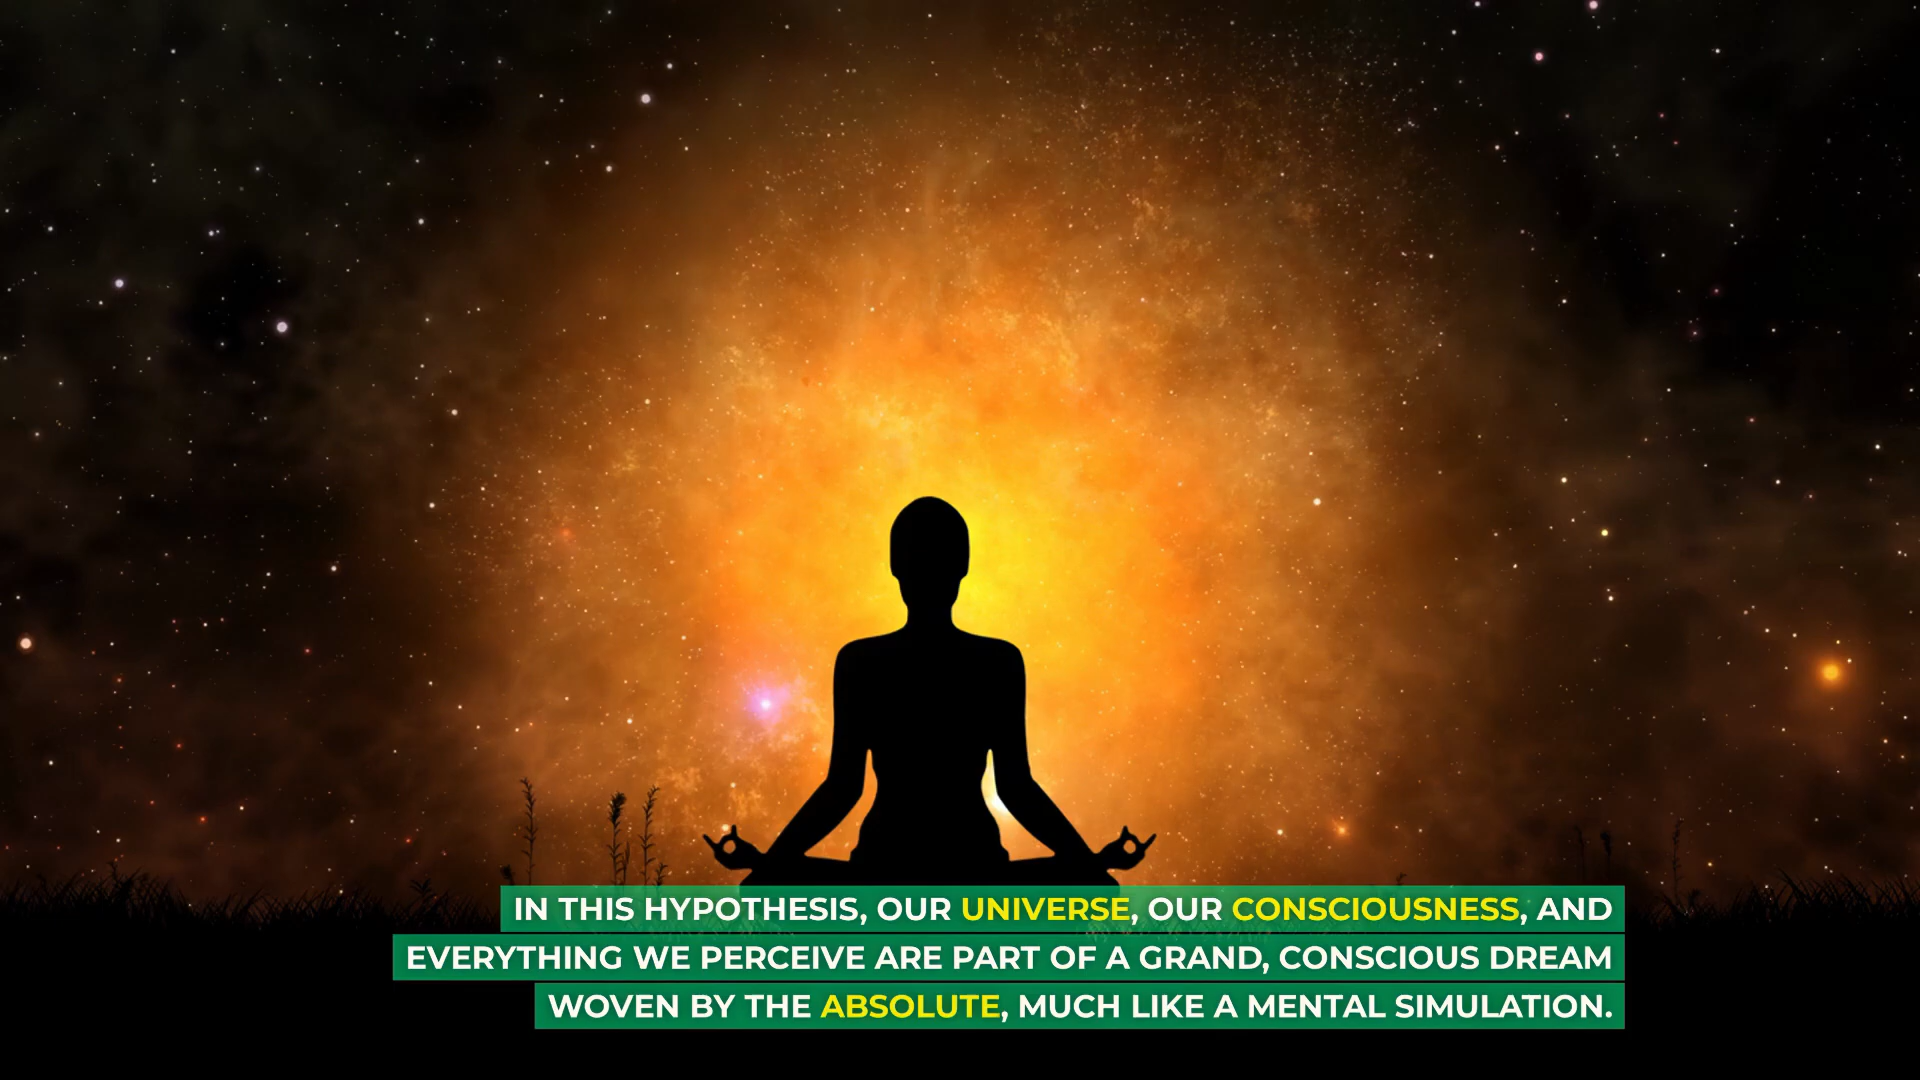 IN THIS HYPOTHESIS, OUR UNIVERSE, OUR CONSCIOUSNESS, AND
EVERYTHING WE PERCEIVE ARE PART OF A GRAND, CONSCIOUS DREAM
WOVEN BY THE ABSOLUTE, MUCH LIKE A MENTAL SIMULATION.